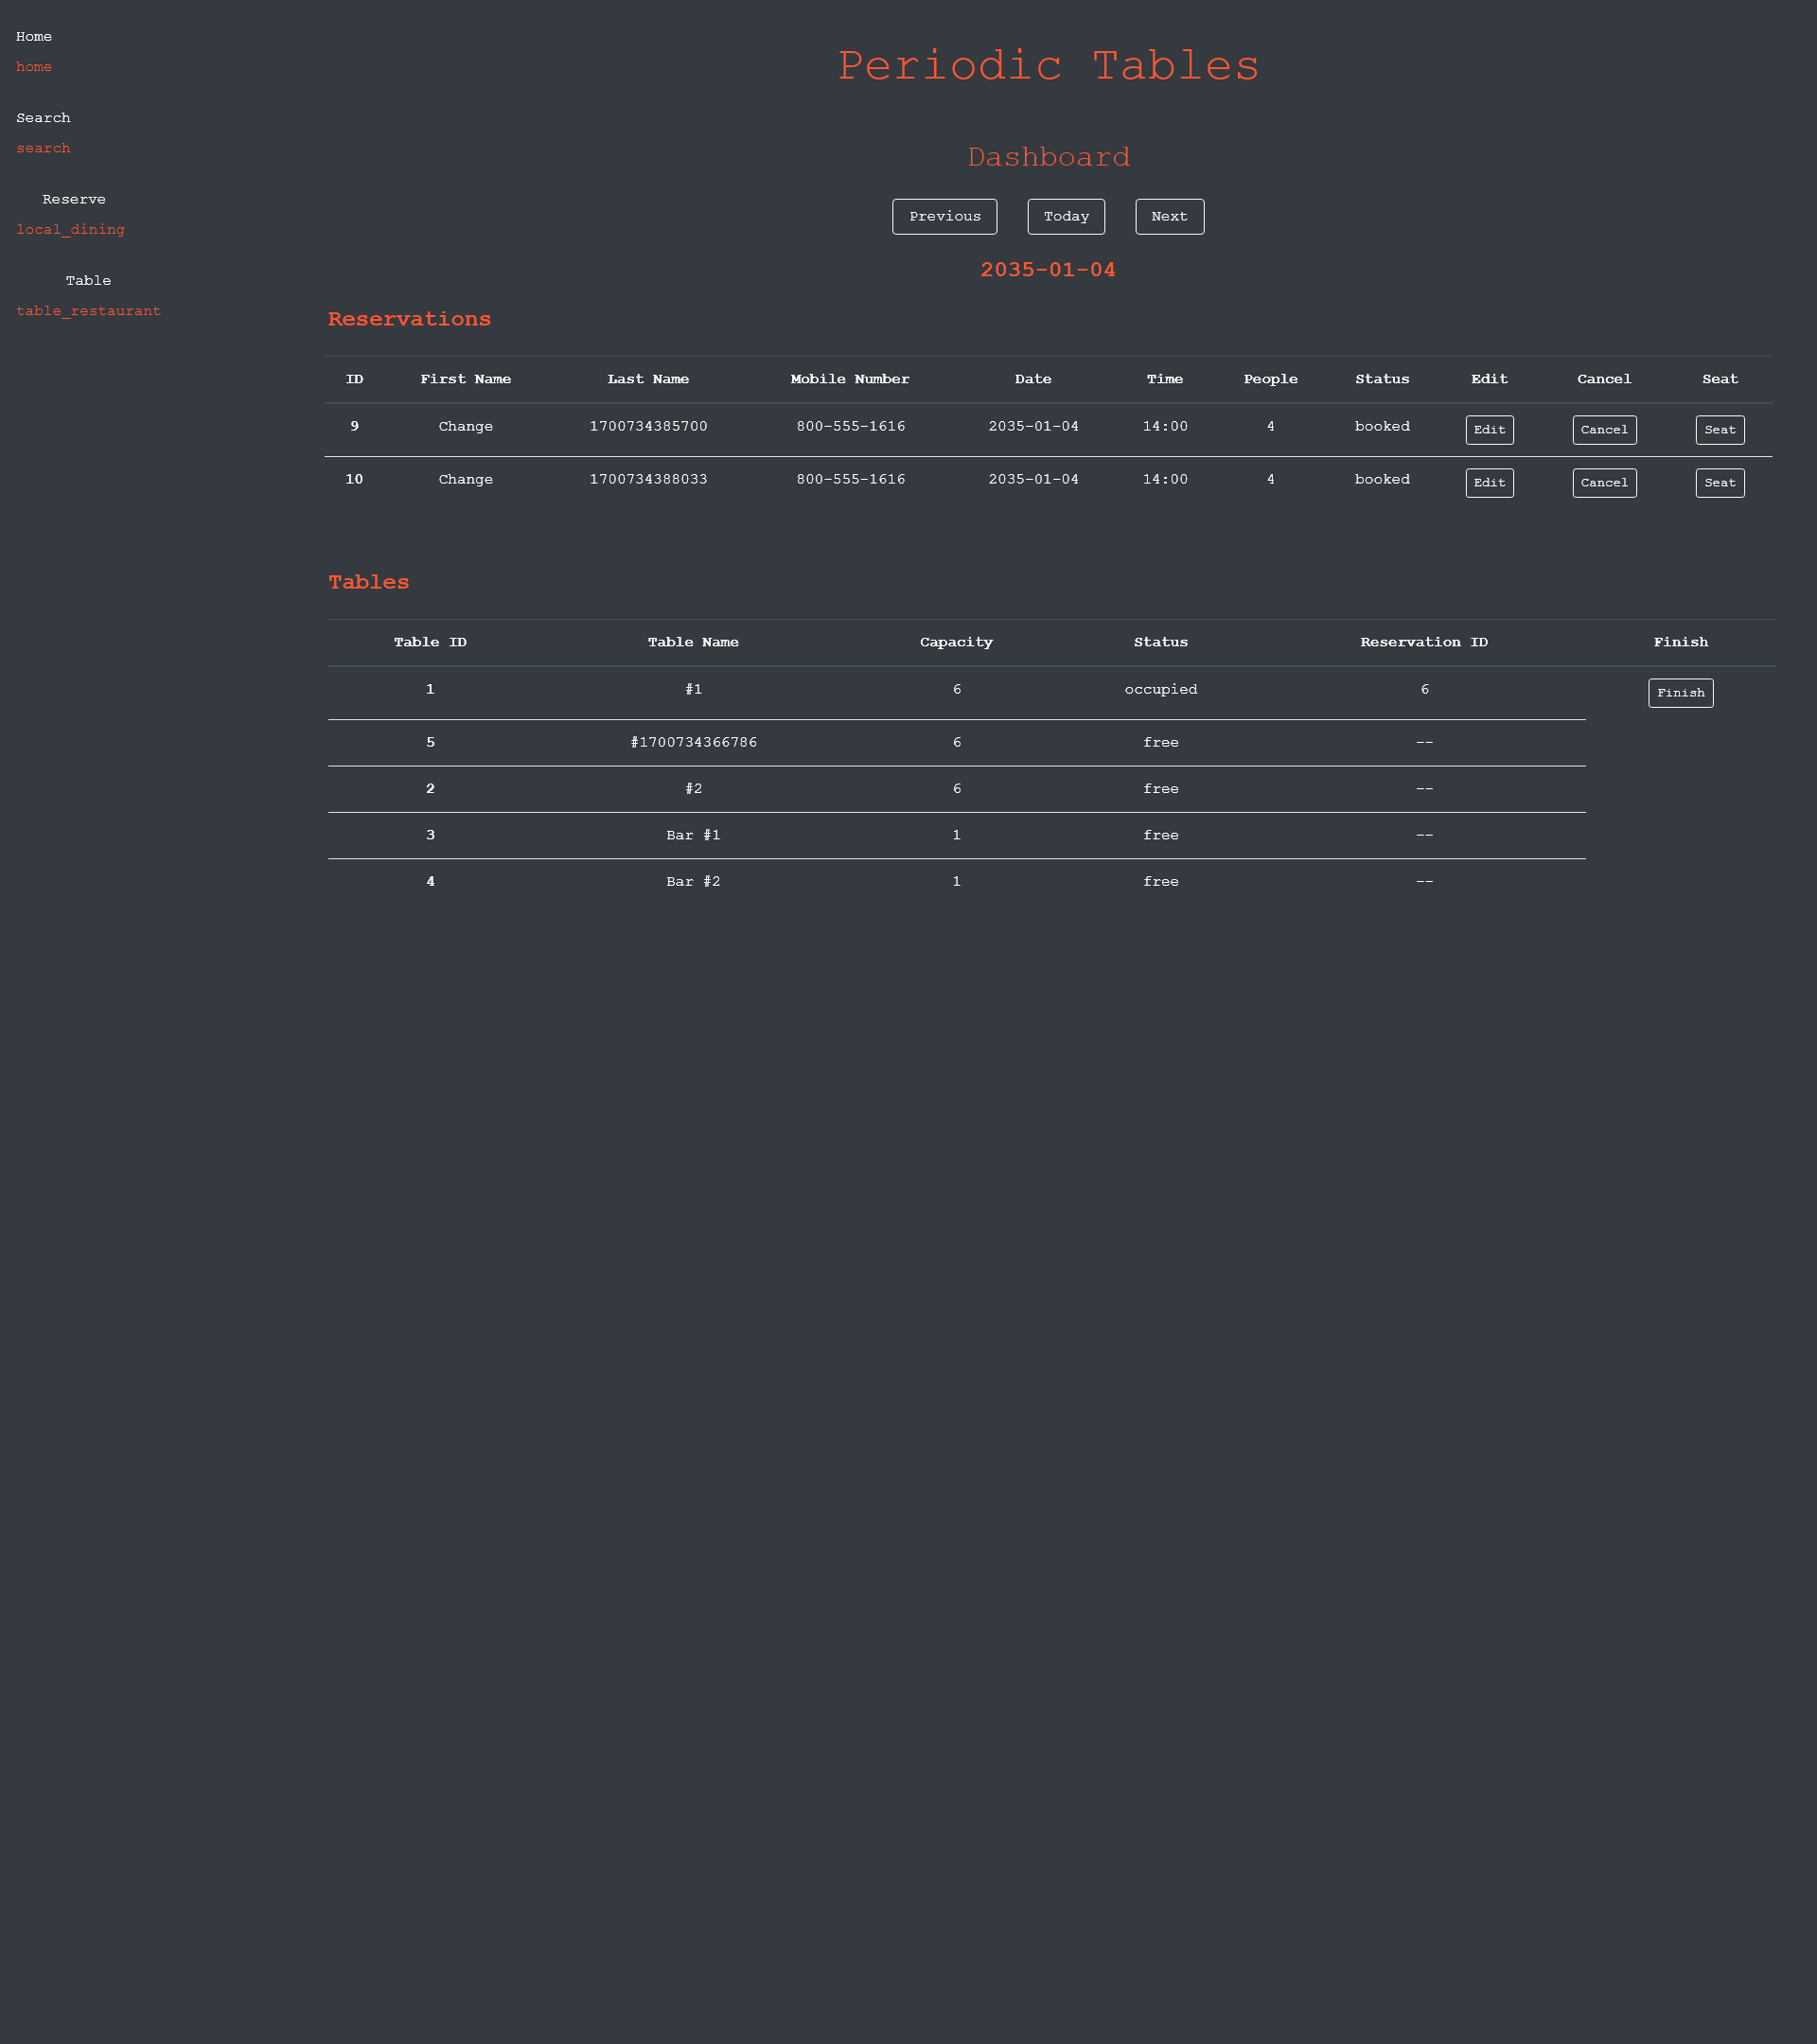 Home
home
Search
search
Reserve
local_dining
Table
table_restaurant
Periodic Tables
Dashboard
Previous Today Next
2035-01-04
Reservations
ID First Name Last Name Mobile Number Date Time People Status Edit Cancel Seat
9 Change 1700734385700 800-555-1616 2035-01-04 14:00 4 booked Edit Cancel Seat
10 Change 1700734388033 800-555-1616 2035-01-04 14:00 4 booked Edit Cancel Seat
Tables
Table ID Table Name Capacity Status Reservation ID Finish
1 #1 6 occupied 6 Finish
5 #1700734366786 6 free --
2 #2 6 free --
3 Bar #1 1 free --
4 Bar #2 1 free --